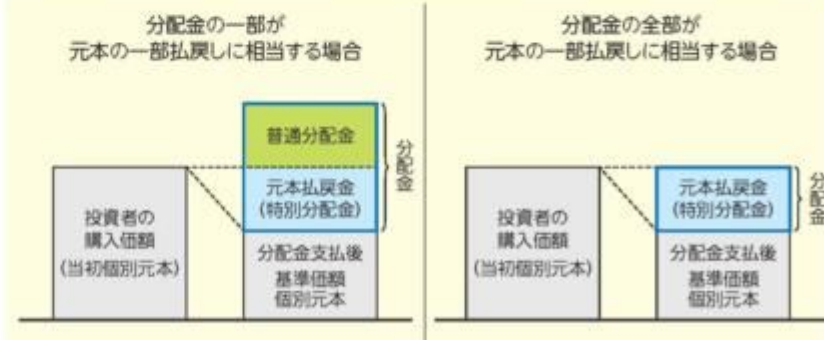 分配金の一部が
元本の一部払戻しに相当する場合
普通分配金
元本払戻金
(特別分配金)
分配金
投資者の
購入価額
(当初個別元本)
分配金支払後
基準価額
個別元本
分配金の全部が
元本の一部払戻しに相当する場合
元本払戻金
(特別分配金)
分配金
投資者の
購入価額
(当初個別元本)
分配金支払後
基準価額
個別元本